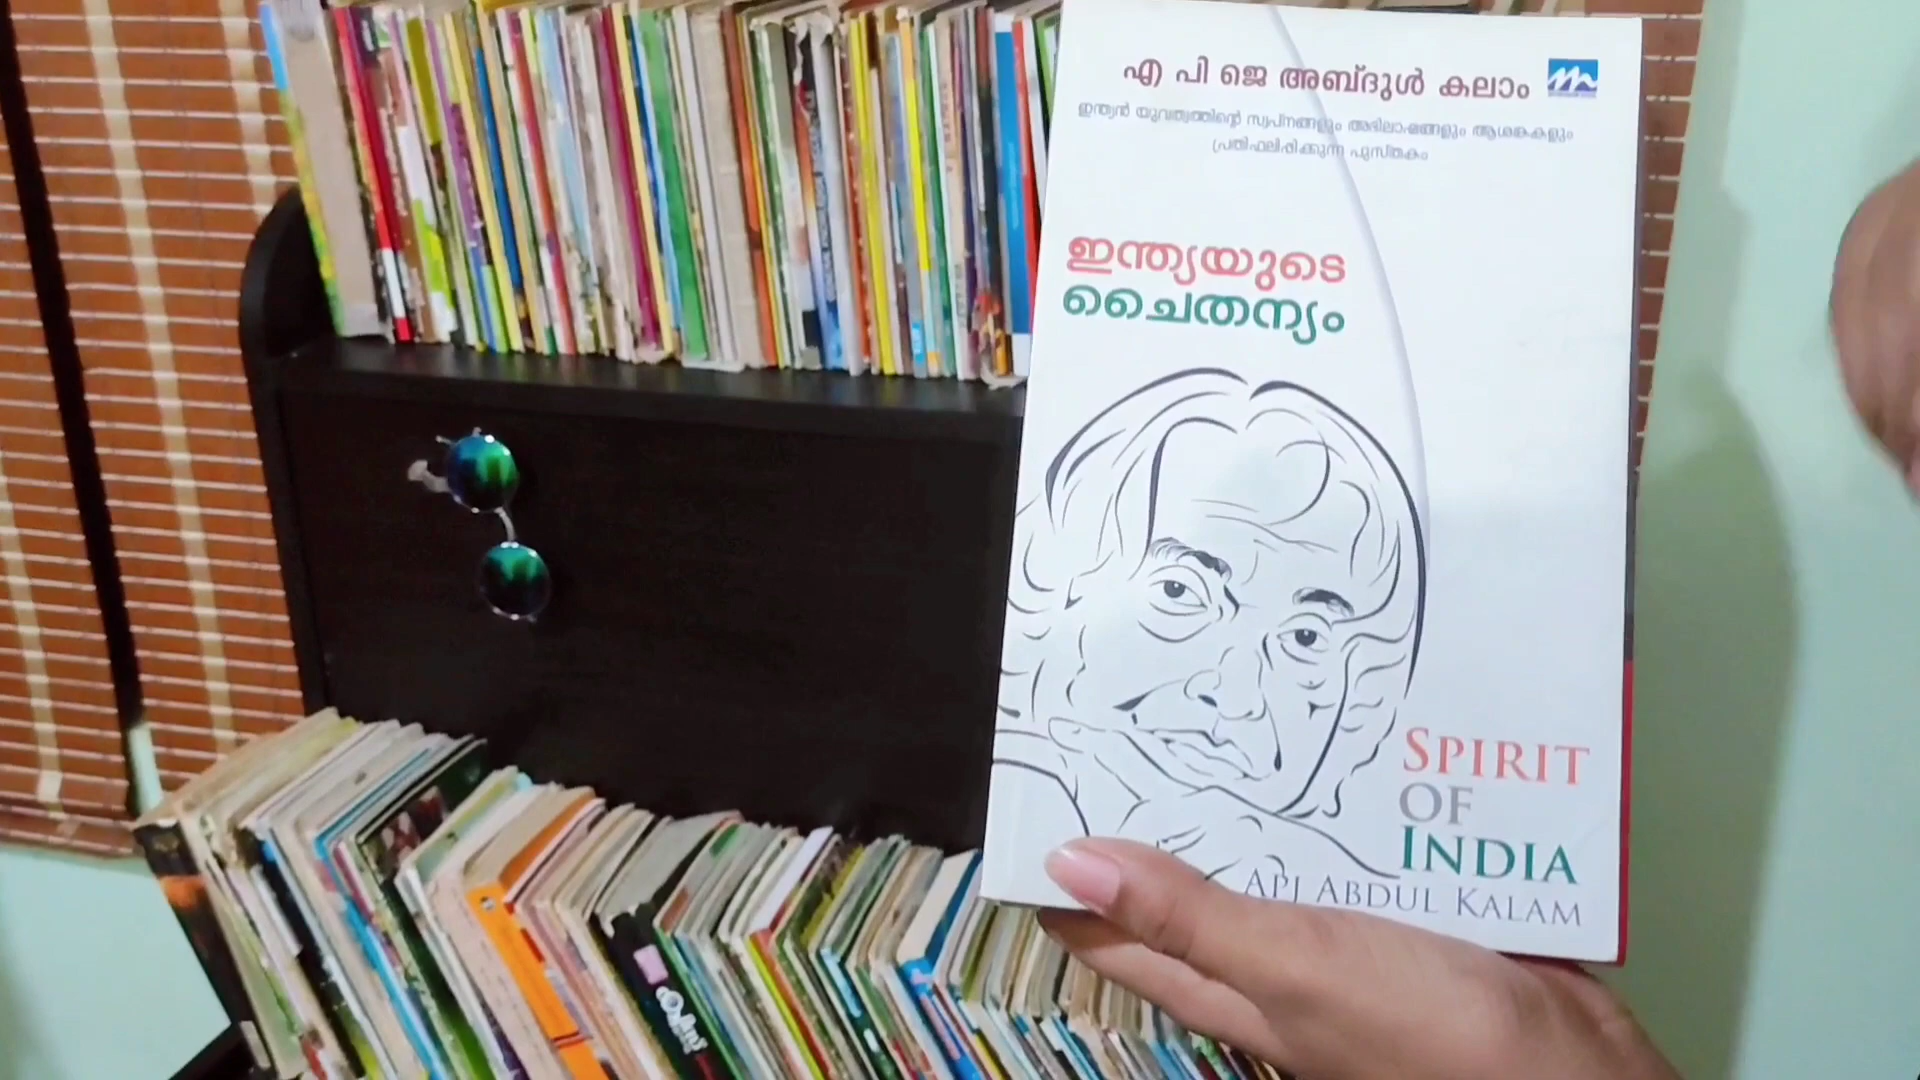 എ പി ജെ അബ്ദുൾ കലാം
ഇന്ത്യൻ യുവത്വത്തിന്റെ സ്വപ്നങ്ങളും അഭിലാഷങ്ങളും ആശങ്കകളും
പ്രതിഫലിപ്പിക്കുന്ന പുസ്തകം
ഇന്ത്യയുടെ
ചൈതന്യം
SPIRIT
OF
INDIA
APJ ABDUL KALAM